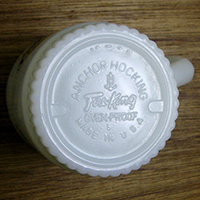 ANCHOR HOCKING
Fire-King
OVEN-PROOF
MADE IN U.S.A.